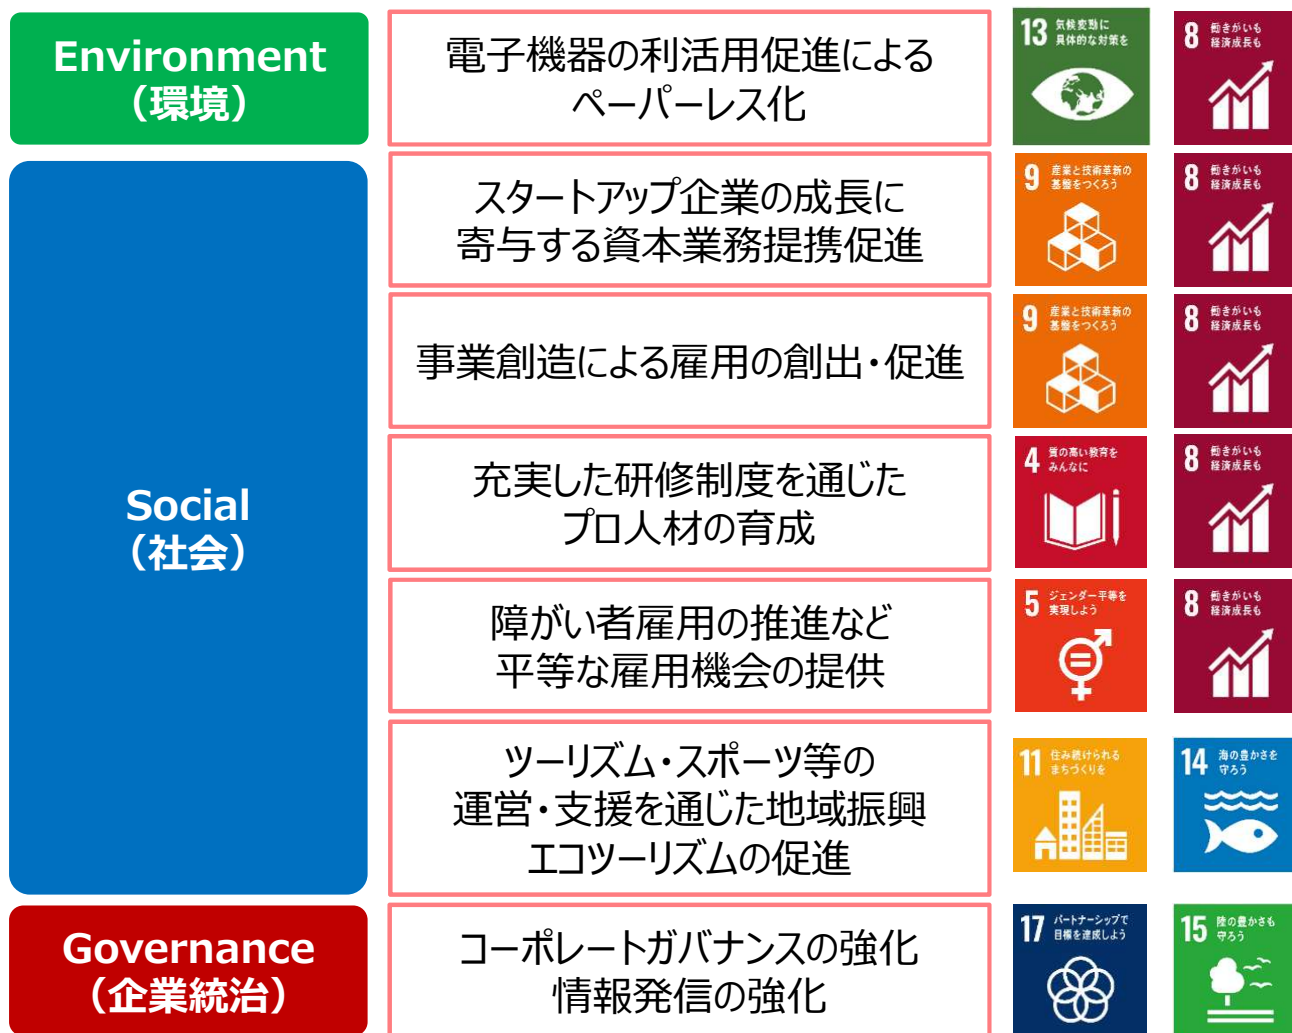 Environment
（環境）
電子機器の利活用促進による
ペーパーレス化
13 気候変動に
具体的な対策を
8 働きがいも
経済成長も
Social
（社会）
スタートアップ企業の成長に
寄与する資本業務提携促進
9 産業と技術革新の
基盤をつくろう
8 働きがいも
経済成長も
事業創造による雇用の創出・促進
9 産業と技術革新の
基盤をつくろう
8 働きがいも
経済成長も
充実した研修制度を通じた
プロ人材の育成
4 質の高い教育を
みんなに
8 働きがいも
経済成長も
障がい者雇用の推進など
平等な雇用機会の提供
5 ジェンダー平等を
実現しよう
8 働きがいも
経済成長も
ツーリズム・スポーツ等の
運営・支援を通じた地域振興
エコツーリズムの促進
11 住み続けられる
まちづくりを
14 海の豊かさを
守ろう
Governance
（企業統治）
コーポレートガバナンスの強化
情報発信の強化
17 パートナーシップで
目標を達成しよう
15 陸の豊かさも
守ろう